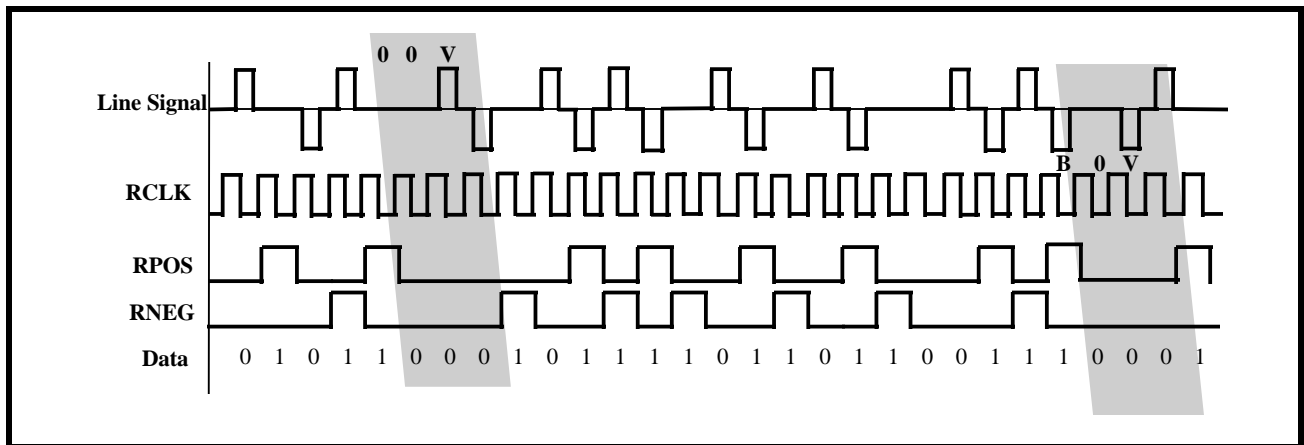 0 0 V
Line Signal
B 0 V
RCLK
RPOS
RNEG
Data 0 1 0 1 1 0 0 0 1 0 1 1 1 1 0 1 1 0 1 1 0 0 1 1 1 0 0 0 1